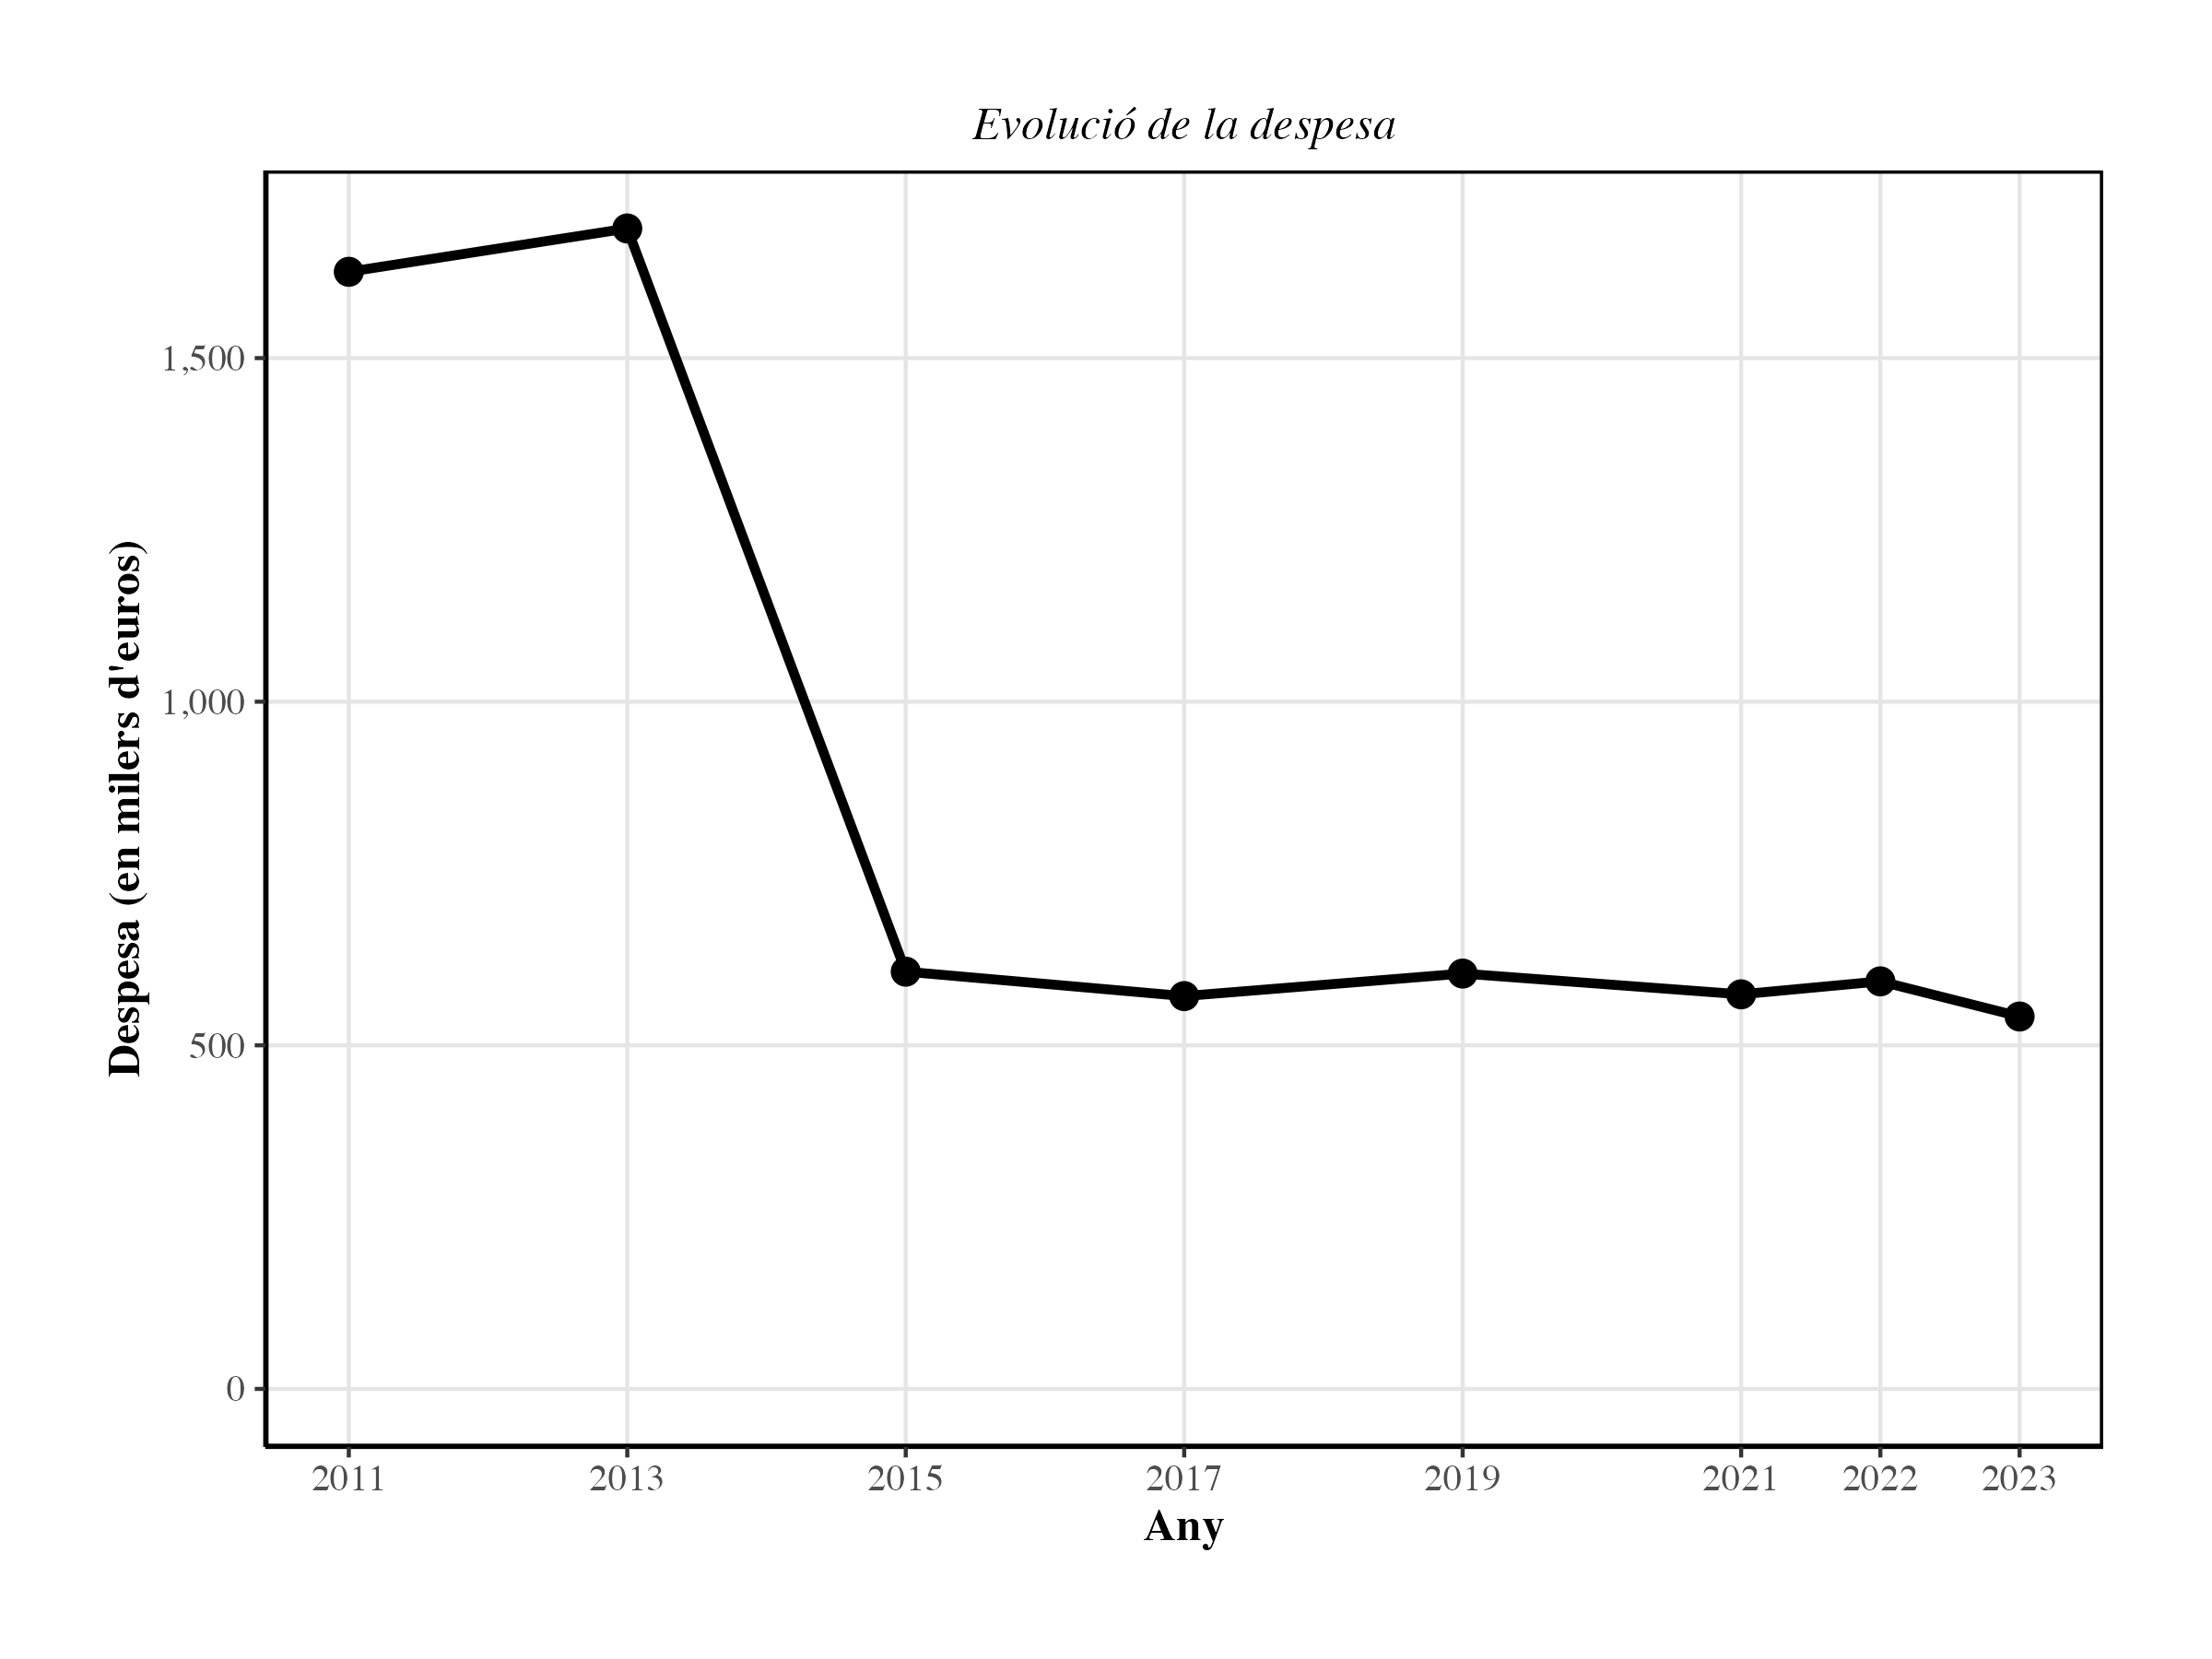 Evolució de la despesa
Despesa (en milers d'euros)
1,500
1,000
500
0
2011 2013 2015 2017 2019 2021 2022 2023
Any